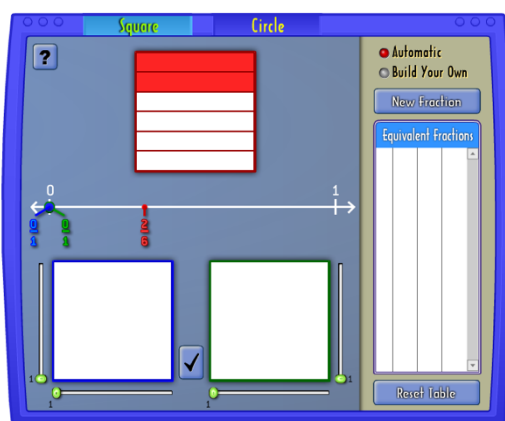 Square
Circle
?
Automatic
Build Your Own
New Fraction
Equivalent Fractions
0
1
0
1
0
1
2
6
1
1
1
1
Reset Table